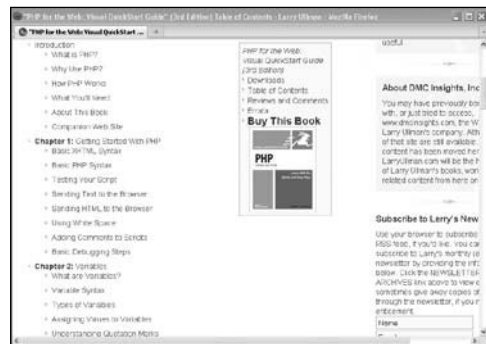 "PHP for the Web: Visual QuickStart Guide" (3rd Edition) Table of Contents - Larry Ullman - Mozilla Firefox
"PHP for the Web: Visual QuickStart ...
Introduction
What is PHP?
Why Use PHP?
How PHP Works
What You'll Need
About This Book
Companion Web Site
Chapter 1: Getting Started With PHP
Basic XHTML Syntax
Basic PHP Syntax
Testing Your Script
Sending Text to the Browser
Sending HTML to the Browser
Using White Space
Adding Comments to Scripts
Basic Debugging Steps
Chapter 2: Variables
What are Variables?
Variable Syntax
Types of Variables
Assigning Values to Variables
Understanding Quotation Marks
PHP for the Web:
Visual QuickStart Guide
(3rd Edition)
Downloads
Table of Contents
Reviews and Comments
Errata
Buy This Book
PHP
useful
About DMC Insights, Inc
You may have previously
with, or just tried to access,
www.dmcinsights.com, the W
Larry Ullman's company.
of that site are still available.
content has been moved
LarryUllman.com will be the
of Larry Ullman's books,
related content from here on
Subscribe to Larry's New
Use your browser to subscribe
RSS feed, if you'd like. You can
subscribe to Larry's monthly
newsletter by providing the
below. Click the NEWSLETTER
ARCHIVES link above to view
sometimes give away copies of
through the newsletter, if you
enticement.
Name